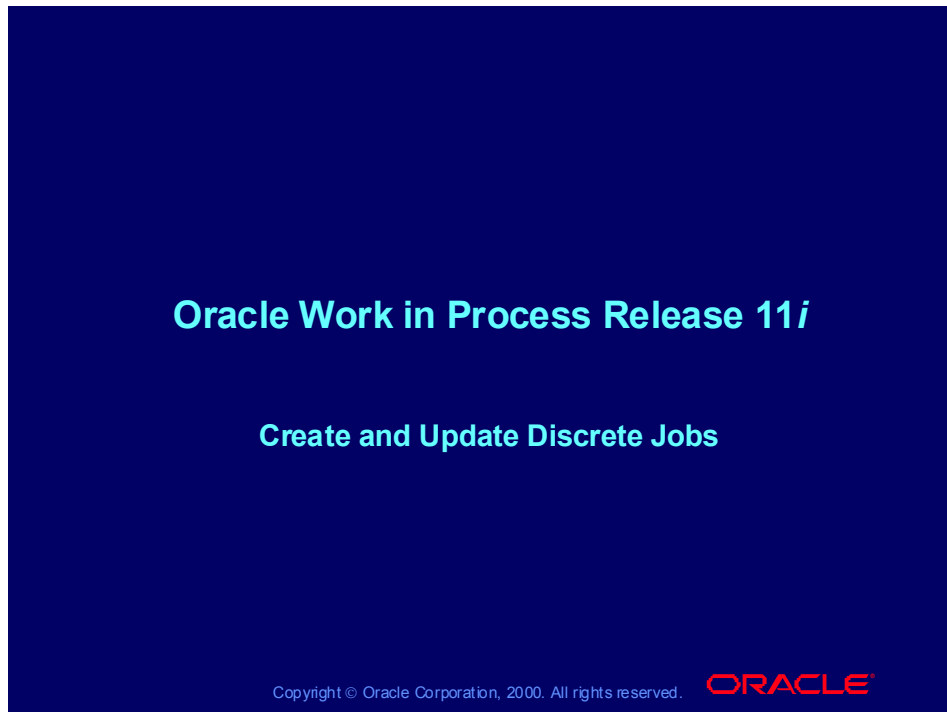 Oracle Work in Process Release 11i
Create and Update Discrete Jobs
Copyright © Oracle Corporation, 2000. All rights reserved.
ORACLE